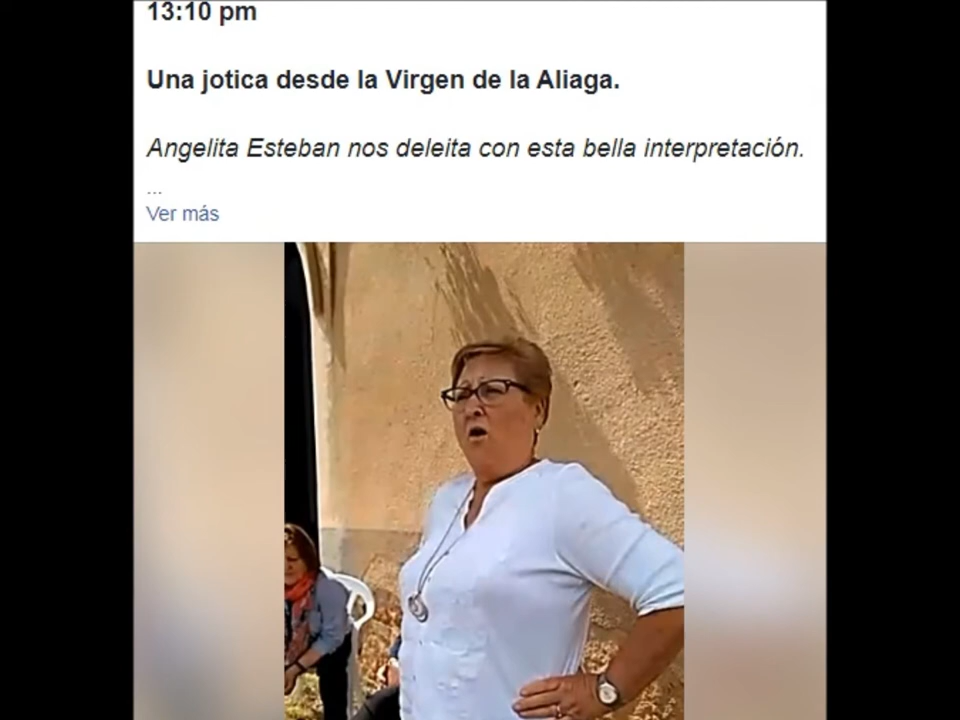 13:10 pm
Una jotica desde la Virgen de la Aliaga.
Angelita Esteban nos deleita con esta bella interpretación.
...
Ver más